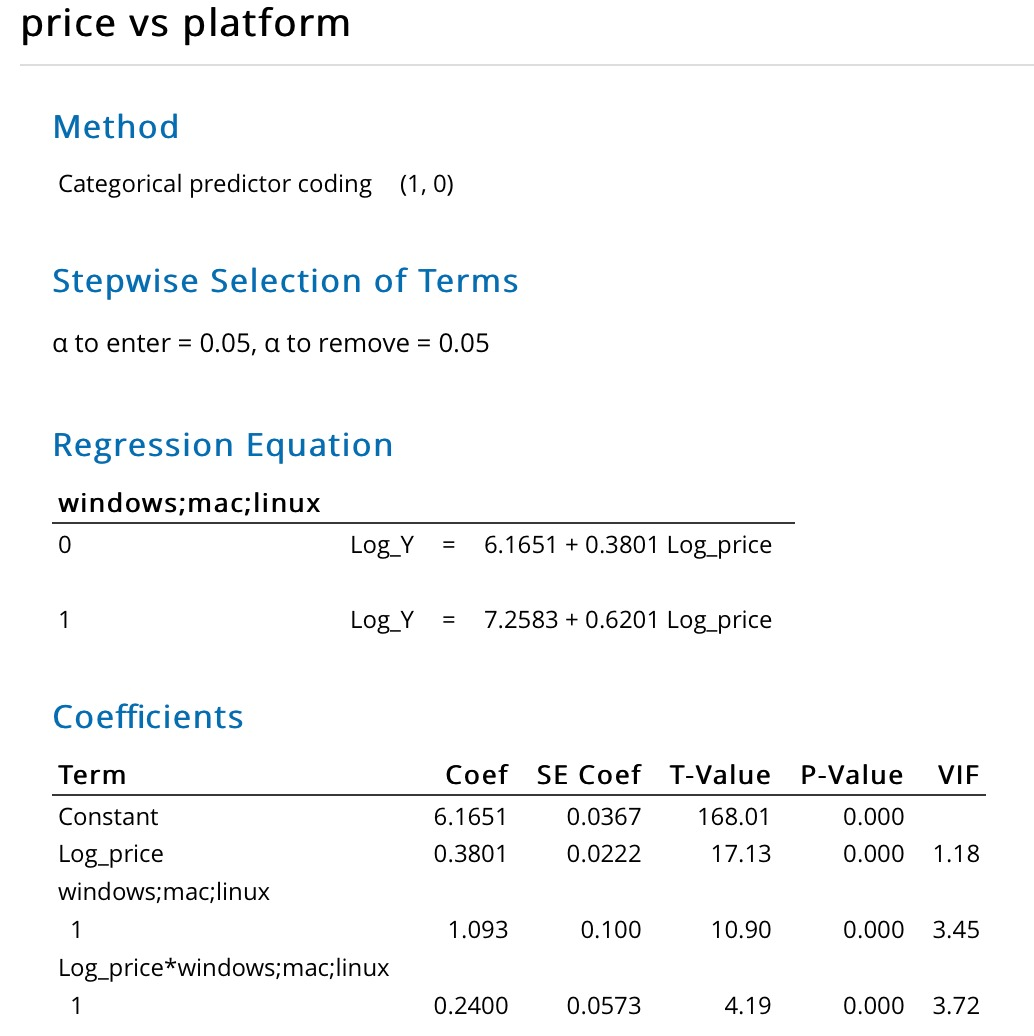 price vs platform
Method
Categorical predictor coding (1, 0)
Stepwise Selection of Terms
α to enter = 0.05, α to remove = 0.05
Regression Equation
windows;mac;linux
0 Log_Y = 6.1651 + 0.3801 Log_price
1 Log_Y = 7.2583 + 0.6201 Log_price
Coefficients
Term Coef SE Coef T-Value P-Value VIF
Constant 6.1651 0.0367 168.01 0.000
Log_price 0.3801 0.0222 17.13 0.000 1.18
windows;mac;linux
1 1.093 0.100 10.90 0.000 3.45
Log_price*windows;mac;linux
1 0.2400 0.0573 4.19 0.000 3.72